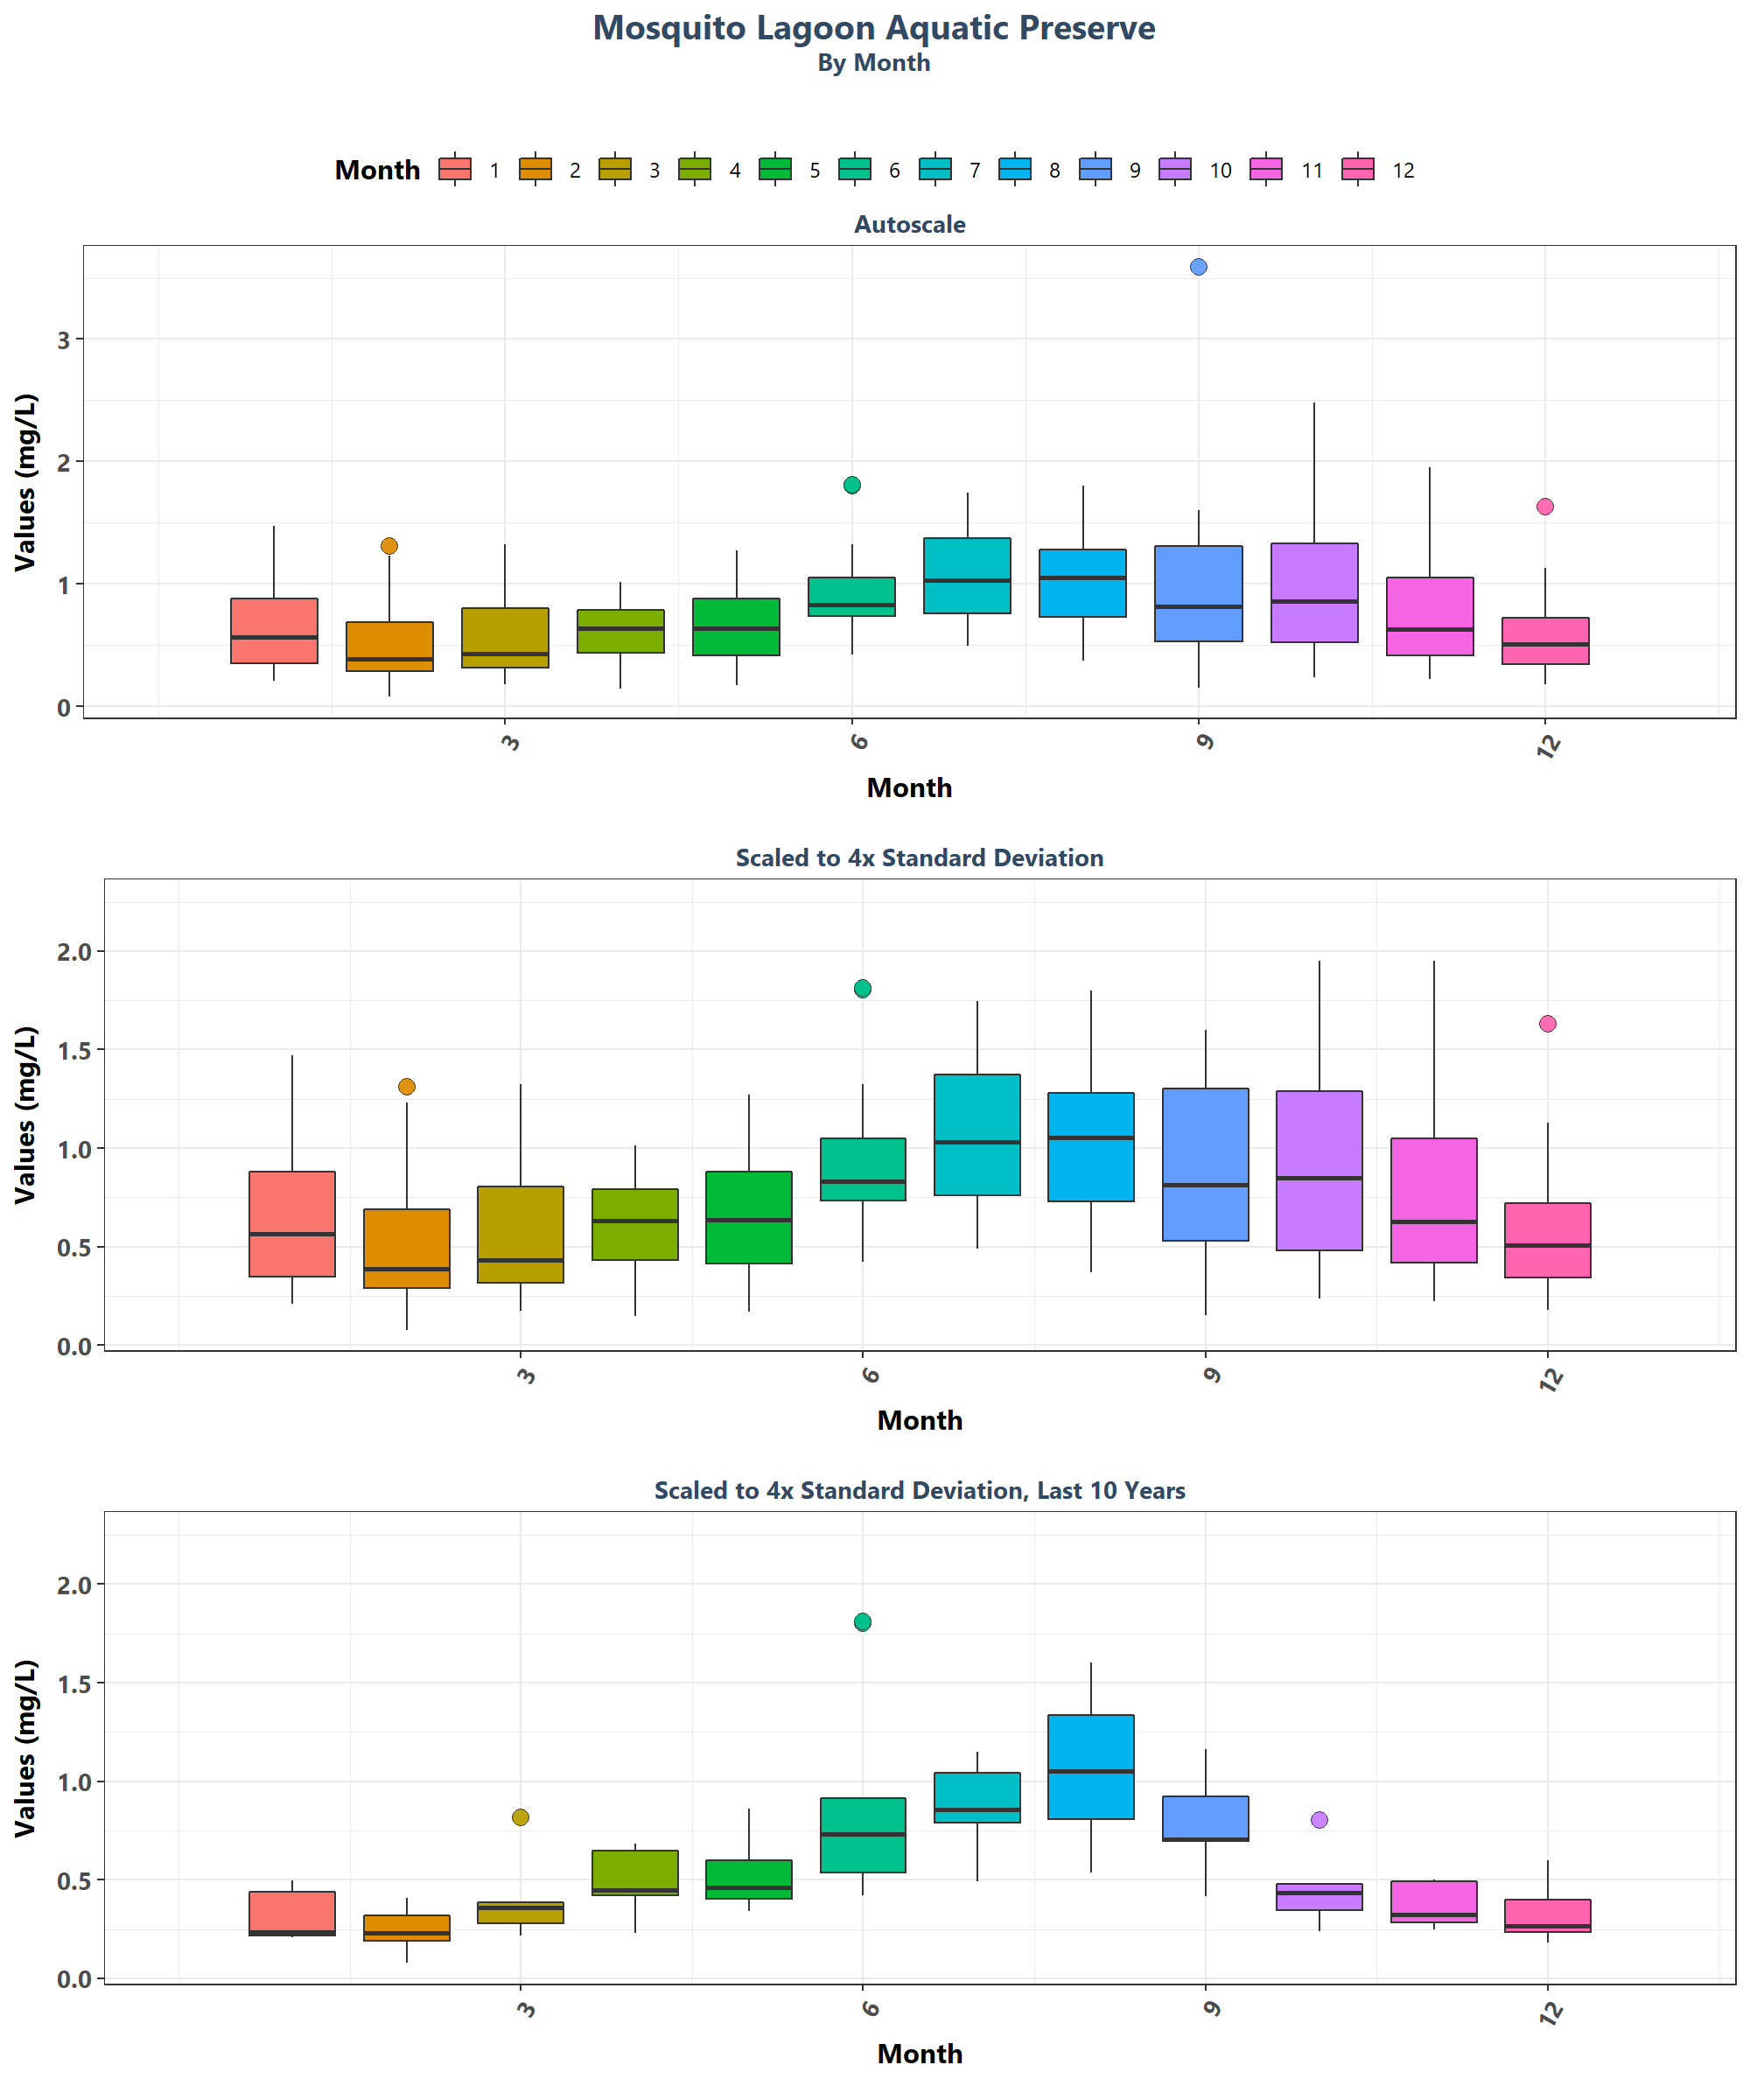 Mosquito Lagoon Aquatic Preserve
By Month
Month 1 2 3 4 5 6 7 8 9 10 11 12
Autoscale
Values (mg/L)
3
2
1
0
3 6 9 12
Month
Scaled to 4x Standard Deviation
Values (mg/L)
2.0
1.5
1.0
0.5
0.0
3 6 9 12
Month
Scaled to 4x Standard Deviation, Last 10 Years
Values (mg/L)
2.0
1.5
1.0
0.5
0.0
3 6 9 12
Month